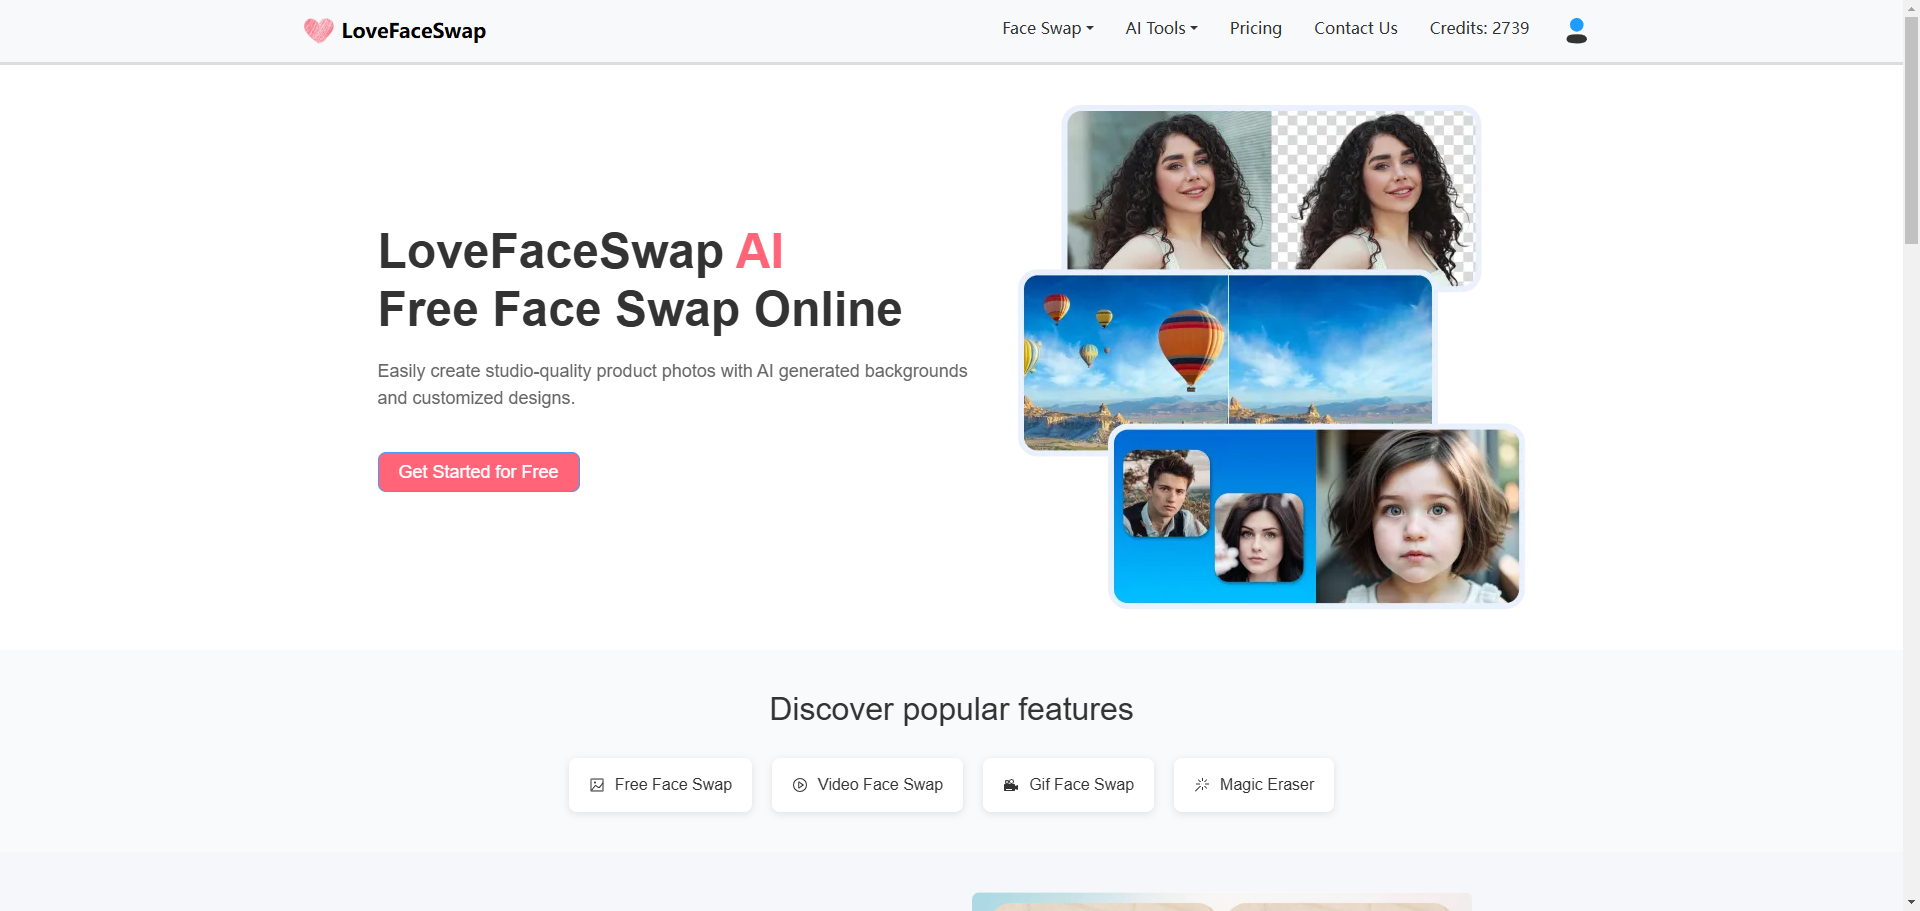 LoveFaceSwap
Face Swap
AI Tools
Pricing
Contact Us
Credits: 2739
LoveFaceSwap AI
Free Face Swap Online
Easily create studio-quality product photos with AI generated backgrounds
and customized designs.
Get Started for Free
Discover popular features
Free Face Swap
Video Face Swap
Gif Face Swap
Magic Eraser